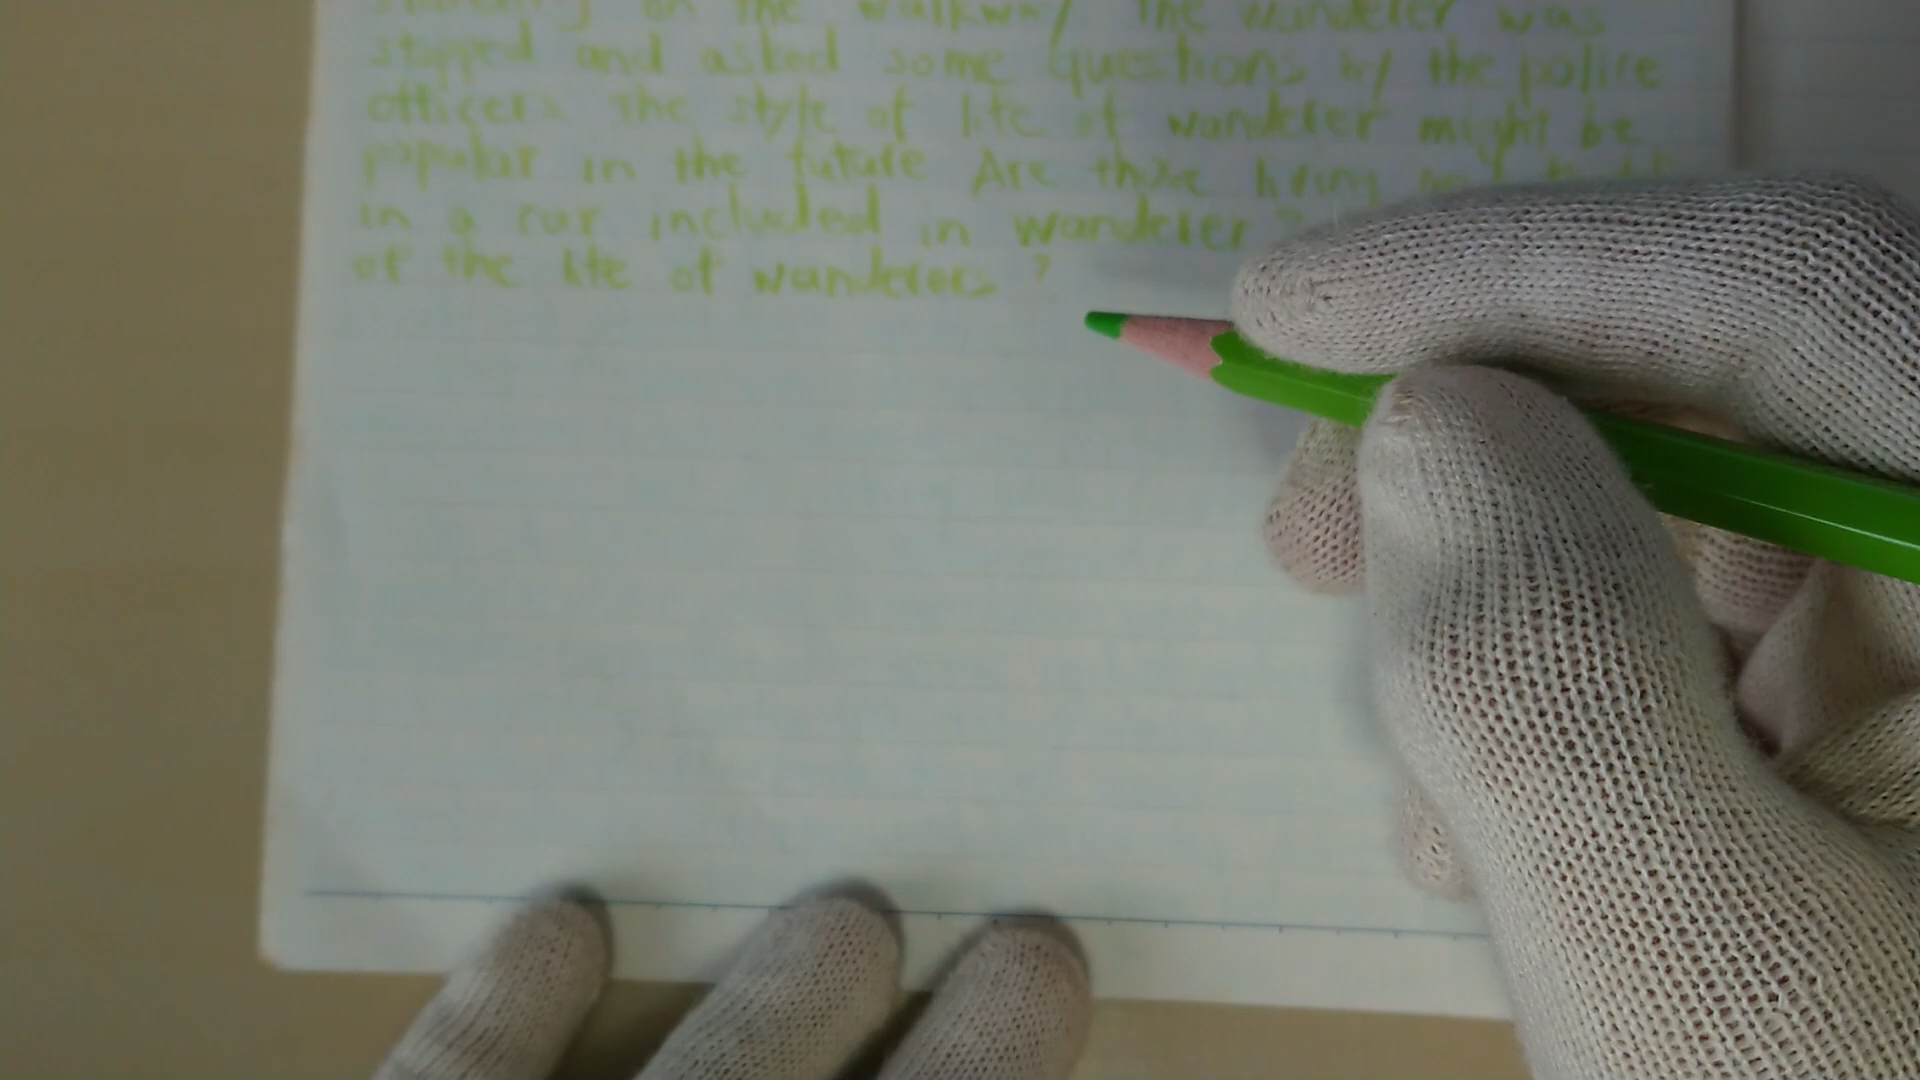 on the walkway The wanderer was
stopped and asked some questions by the police
officers. The style of life of wanderer might be
popular in the future Are those living
in a car included in wanderer ?
of the life of wanderers ?